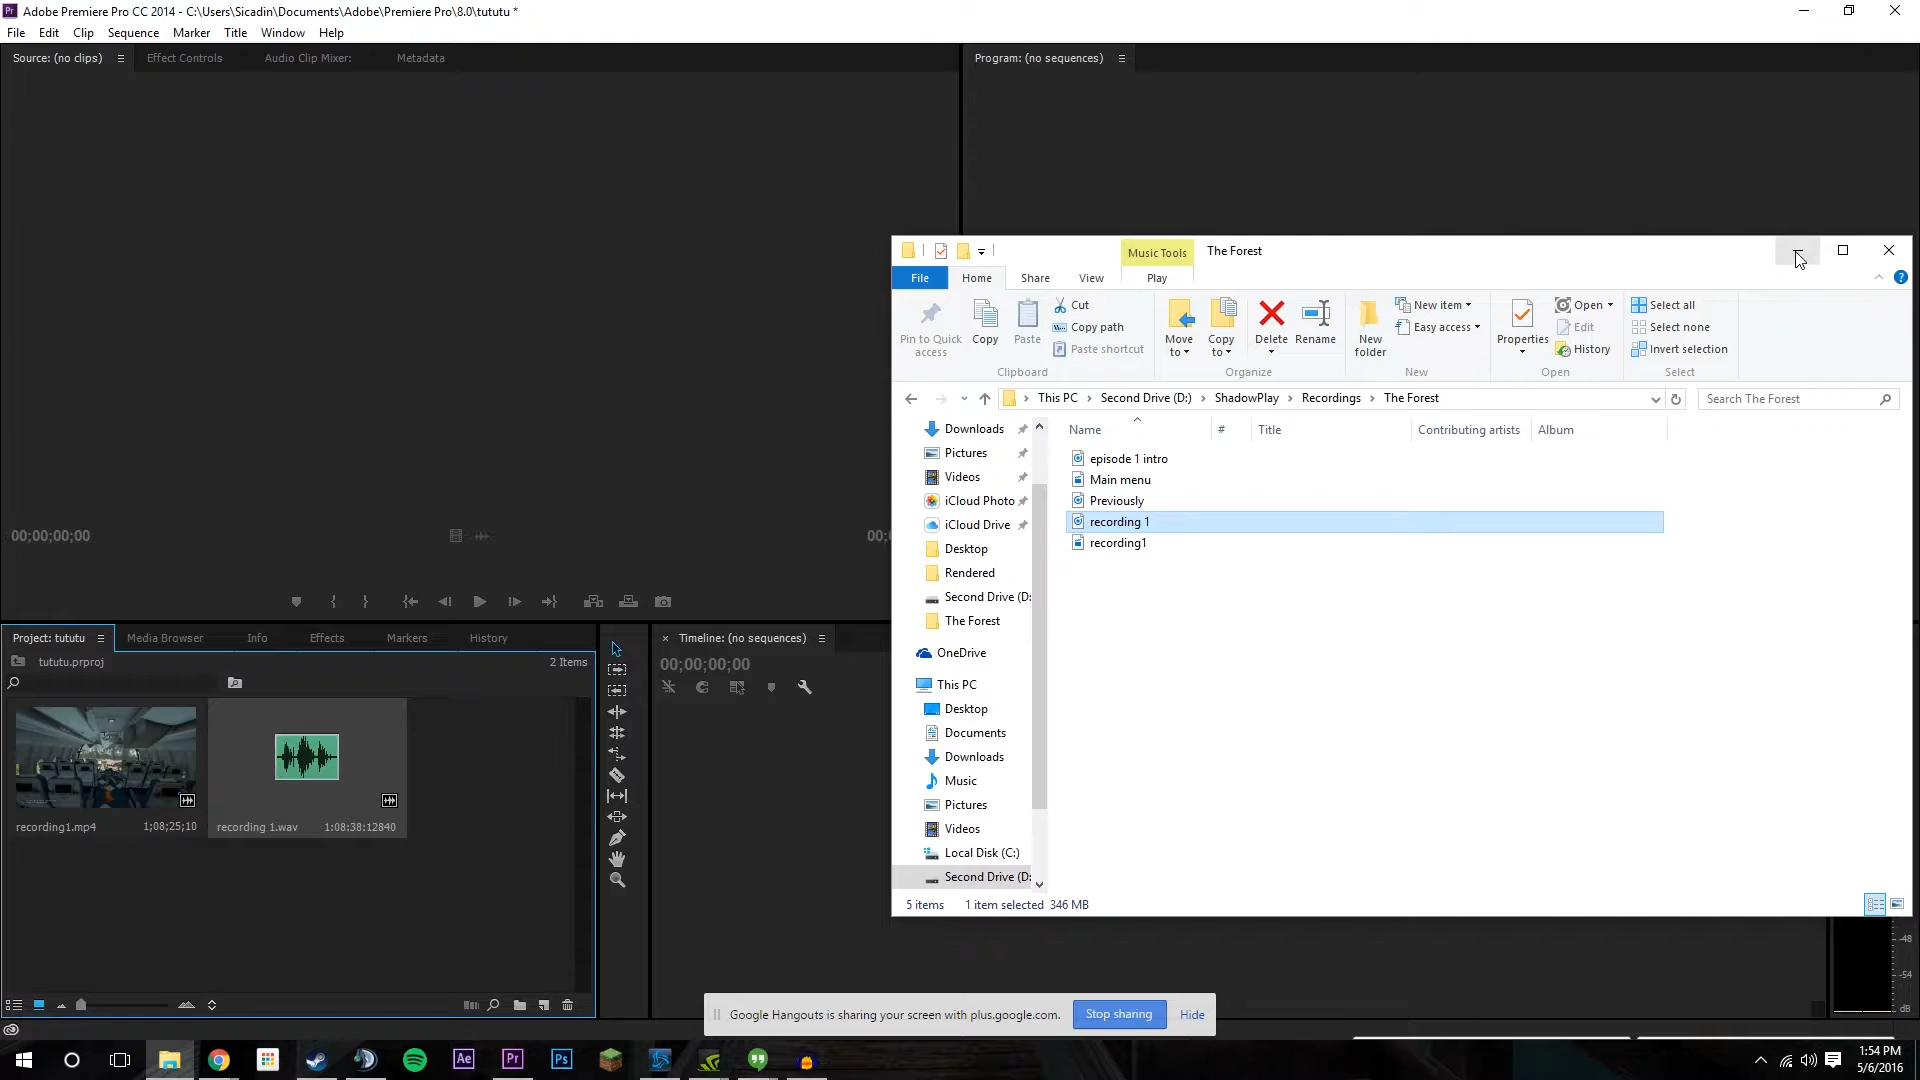 Adobe Premiere Pro CC 2014 - C:\Users\Sicadin\Documents\Adobe\Premiere Pro\8.0\tututu *
File Edit Clip Sequence Marker Title Window Help
Source: (no clips) Effect Controls Audio Clip Mixer: Metadata Program: (no sequences)
Music Tools The Forest
File Home Share View Play
Pin to Quick access
Copy
Paste
Cut
Copy path
Paste shortcut
Clipboard
Move to
Copy to
Delete
Rename
Organize
New folder
New item
Easy access
New
Properties
Open
Edit
History
Open
Select all
Select none
Invert selection
Select
This PC Second Drive (D:) ShadowPlay Recordings The Forest
Search The Forest
Name # Title Contributing artists Album
Downloads
Pictures
Videos
iCloud Photo
iCloud Drive
Desktop
Rendered
Second Drive (D:
The Forest
OneDrive
This PC
Desktop
Documents
Downloads
Music
Pictures
Videos
Local Disk (C:)
Second Drive (D:
episode 1 intro
Main menu
Previously
recording 1
recording1
5 items 1 item selected 346 MB
00;00;00;00
00;
Project: tututu Media Browser Info Effects Markers History
tututu.prproj
2 Items
recording1.mp4 1;08;25;10
recording 1.wav 1:08:38:12840
Timeline: (no sequences)
00;00;00;00
-48
-54
dB
Google Hangouts is sharing your screen with plus.google.com. Stop sharing Hide
Ae Pr Ps
1:54 PM
5/6/2016